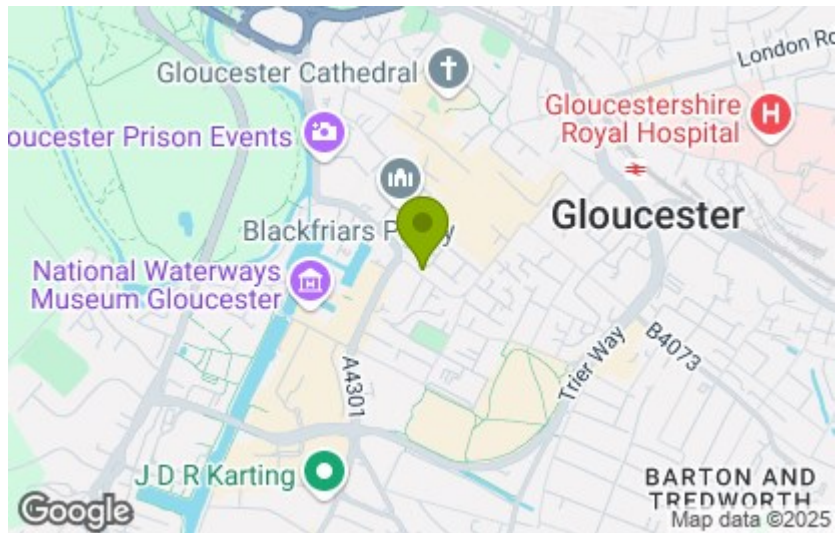 London Ro
Gloucester Cathedral
Gloucestershire
Royal Hospital
H
oucester Prison Events
Gloucester
Blackfriars P
y
National Waterways
Museum Gloucester
A4301
Trier Way
B4073
J D R Karting
BARTON AND
TREDWORTH
Google
Map data ©2025